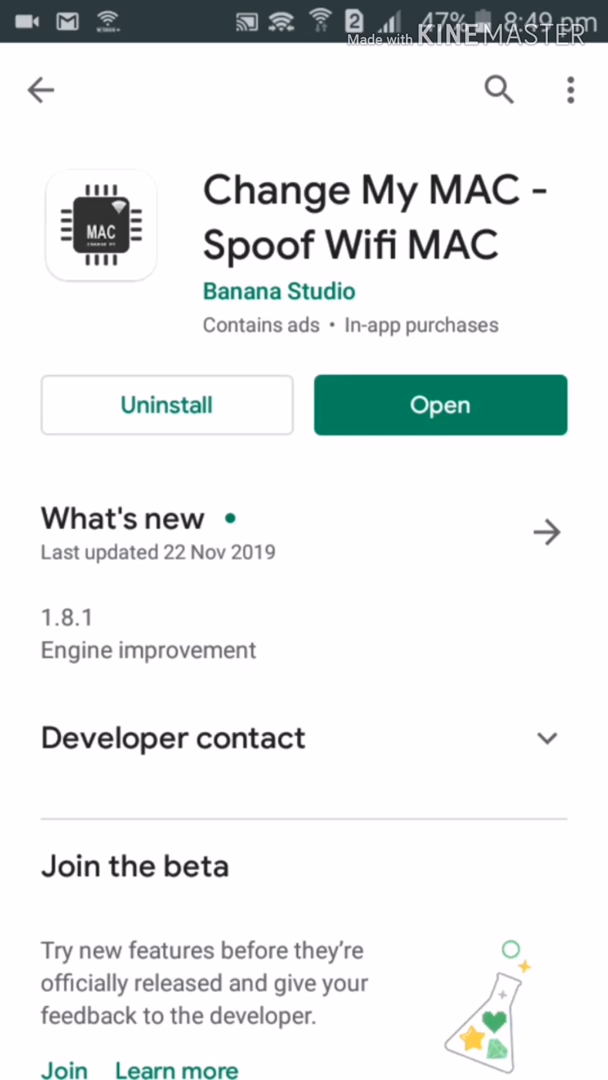 2 47% 8:49 pm
Made with KINEMASTER
MAC
Change My MAC -
Spoof Wifi MAC
Banana Studio
Contains ads • In-app purchases
Uninstall
Open
What's new
Last updated 22 Nov 2019
1.8.1
Engine improvement
Developer contact
Join the beta
Try new features before they're
officially released and give your
feedback to the developer.
Join Learn more